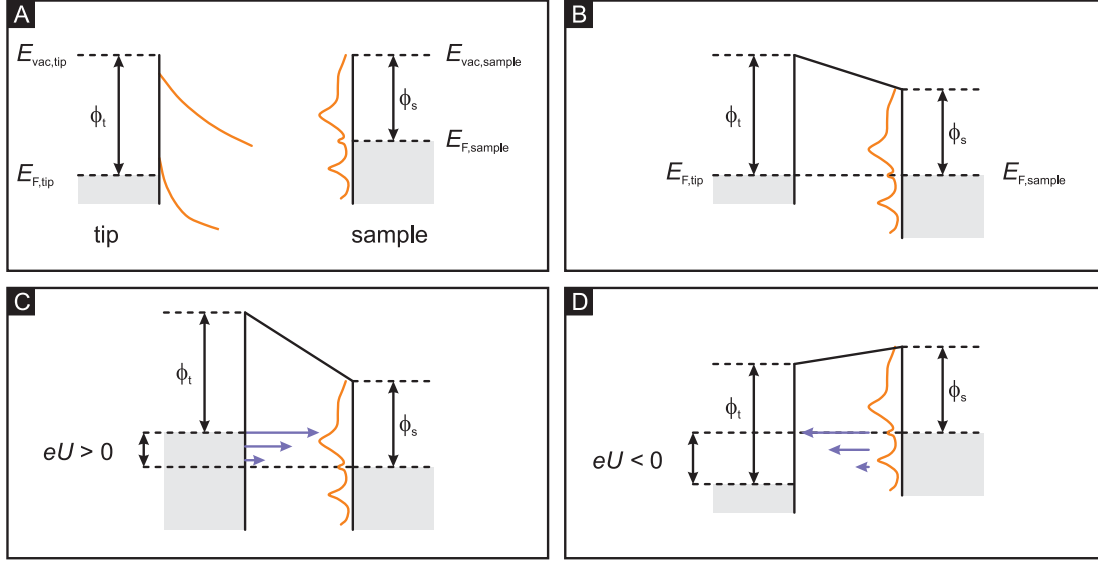 A
E_vac,tip
ϕ_t
E_F,tip
tip
E_vac,sample
ϕ_s
E_F,sample
sample
B
ϕ_t
E_F,tip
ϕ_s
E_F,sample
C
ϕ_t
eU > 0
ϕ_s
D
ϕ_t
eU < 0
ϕ_s